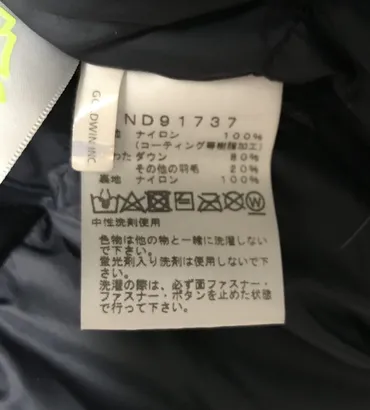 GOLDWIN INC
ND91737
ナイロン 100%
(コーティング等樹脂加工)
わた ダウン 80%
その他の羽毛 20%
裏地 ナイロン 100%
W
中性洗剤使用
色物は他の物と一緒に洗濯しない
で下さい。
蛍光剤入り洗剤は使用しないで下
さい。
洗濯の際は、必ず面ファスナー・
ファスナー・ボタンを止めた状態
で行って下さい。